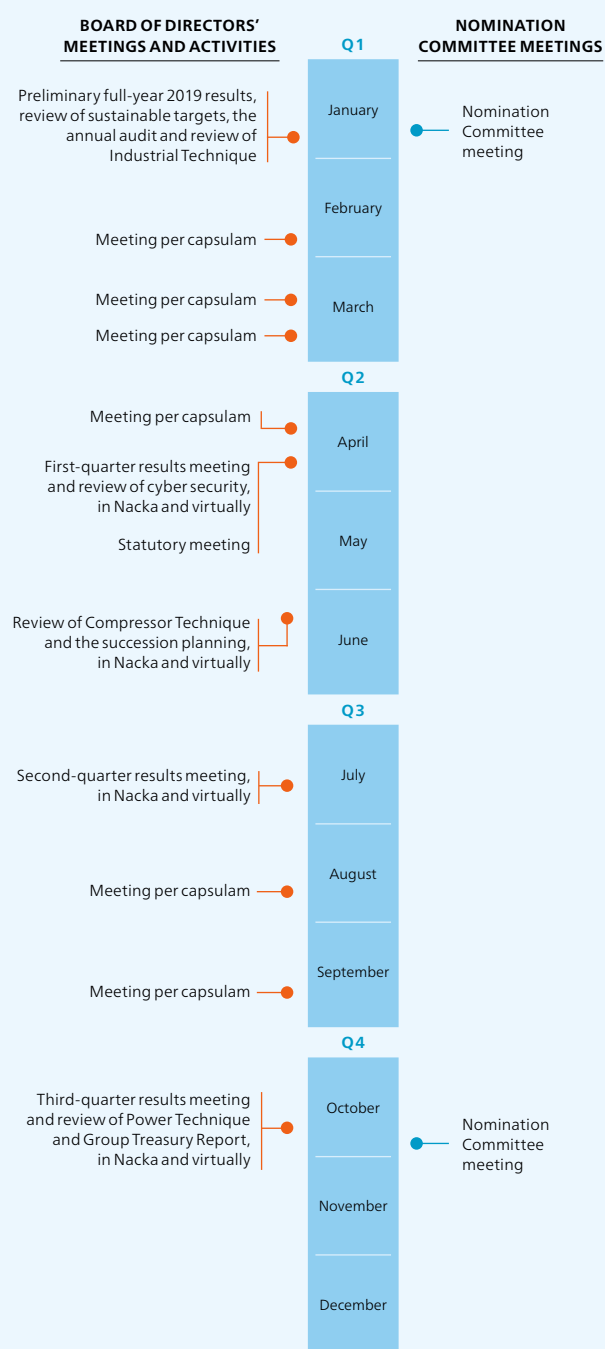 BOARD OF DIRECTORS'
MEETINGS AND ACTIVITIES
NOMINATION
COMMITTEE MEETINGS
Q1
Preliminary full-year 2019 results,
review of sustainable targets, the
annual audit and review of
Industrial Technique
January
Nomination
Committee
meeting
February
Meeting per capsulam
Meeting per capsulam
March
Meeting per capsulam
Q2
Meeting per capsulam
April
First-quarter results meeting
and review of cyber security,
in Nacka and virtually
Statutory meeting
May
Review of Compressor Technique
and the succession planning,
in Nacka and virtually
June
Q3
Second-quarter results meeting,
in Nacka and virtually
July
August
Meeting per capsulam
September
Meeting per capsulam
Q4
Third-quarter results meeting
and review of Power Technique
and Group Treasury Report,
in Nacka and virtually
October
Nomination
Committee
meeting
November
December